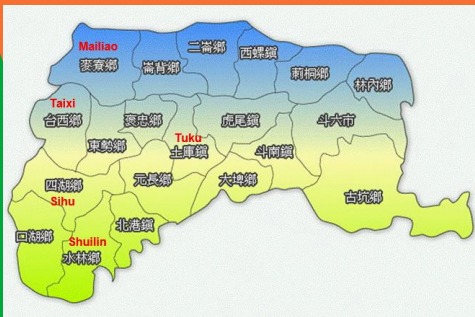 Mailiao
麥寮鄉
崙背鄉
二崙鄉
西螺鎮
莿桐鄉
林內鄉
Taixi
台西鄉
褒忠鄉
虎尾鎮
斗六市
東勢鄉
Tuku
土庫鎮
斗南鎮
四湖鄉
Sihu
元長鄉
大埤鄉
古坑鄉
口湖鄉
北港鎮
Shuilin
水林鄉